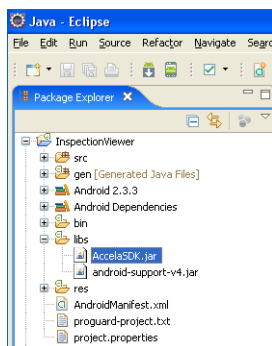 Java - Eclipse
File Edit Run Source Refactor Navigate Searc
Package Explorer
InspectionViewer
src
gen [Generated Java Files]
Android 2.3.3
Android Dependencies
bin
libs
AccelaSDK.jar
android-support-v4.jar
res
AndroidManifest.xml
proguard-project.txt
project.properties